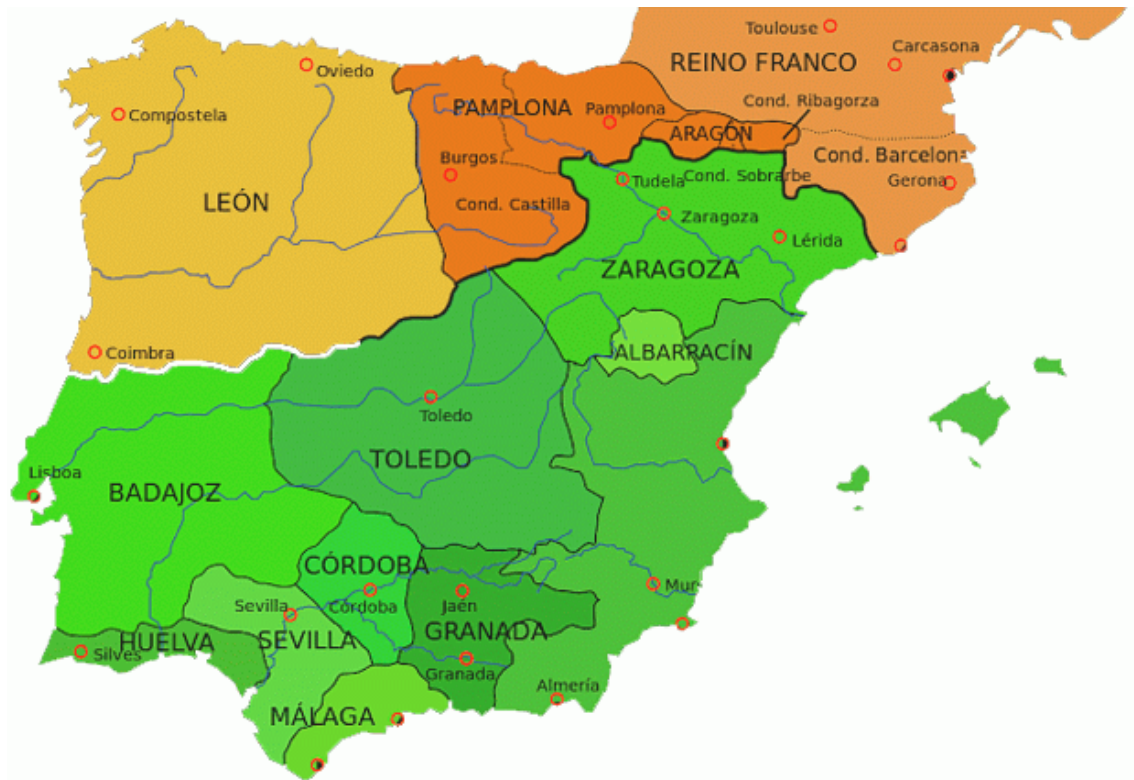 Toulouse
Carcasona
REINO FRANCO
Oviedo
Cond. Ribagorza
PAMPLONA
Pamplona
Compostela
ARAGÓN
Burgos
Cond. Barcelon
Tudela
Cond. Sobrarbe
Gerona
LEÓN
Cond. Castilla
Zaragoza
Lérida
ZARAGOZA
Coimbra
ALBARRACÍN
Toledo
TOLEDO
Lisboa
BADAJOZ
CÓRDOBA
Mur
Sevilla
Córdoba
Jaén
GRANADA
HUELVA
SEVILLA
Silves
Granada
Almería
MÁLAGA